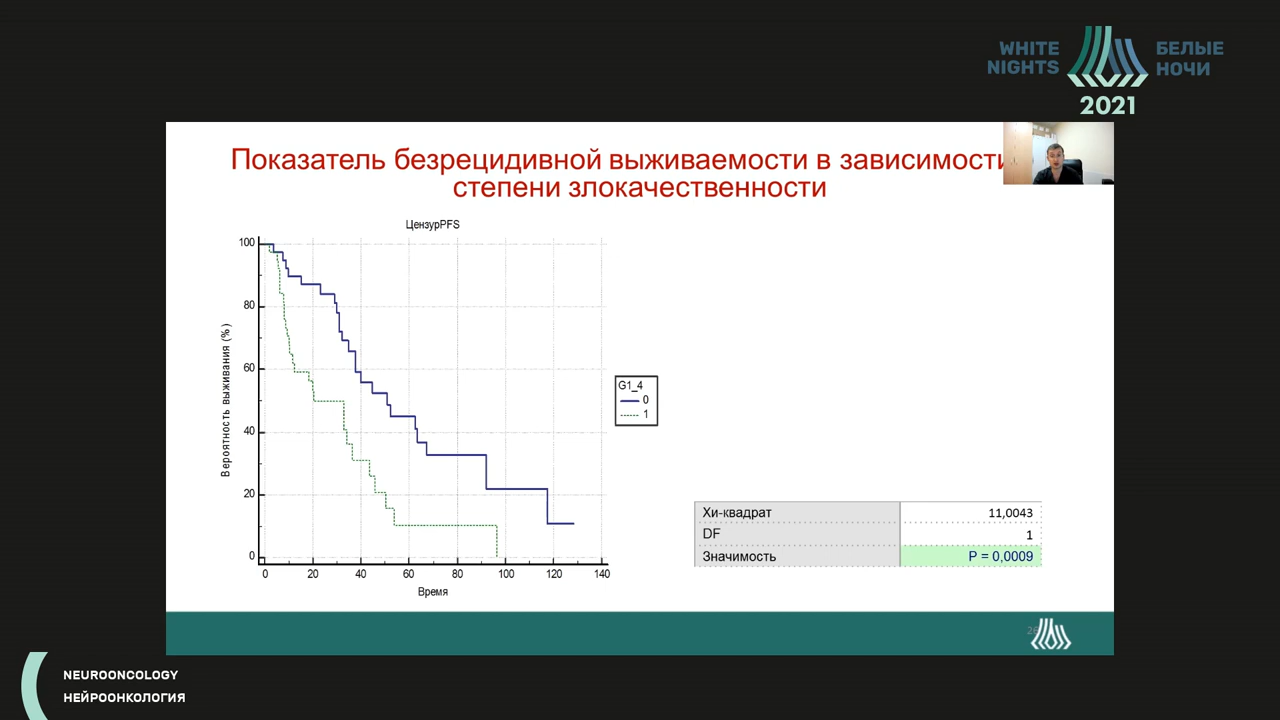 WHITE
NIGHTS
БЕЛЫЕ
НОЧИ
2021
Показатель безрецидивной выживаемости в зависимости
степени злокачественности
ЦензурPFS
Вероятность выживания (%)
100
80
60
40
20
0
0 20 40 60 80 100 120 140
Время
G1_4
0
1
Хи-квадрат 11,0043
DF 1
Значимость P = 0,0009
NEUROONCOLOGY
НЕЙРООНКОЛОГИЯ